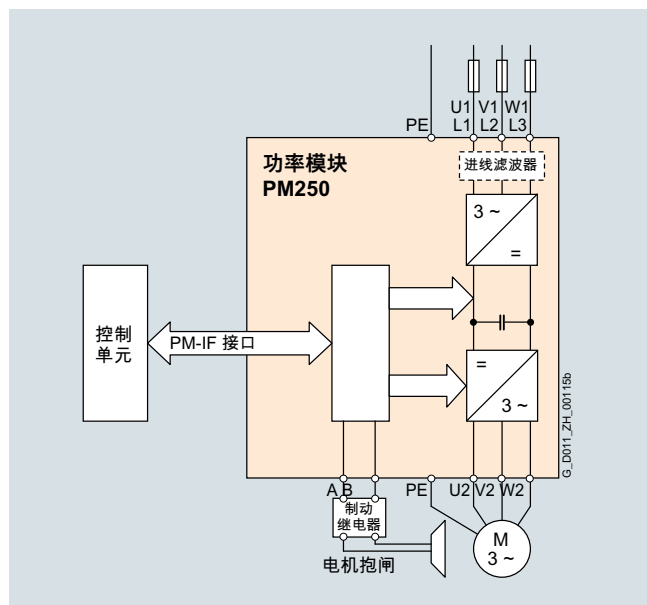 U1 V1 W1
PE L1 L2 L3
功率模块
PM250
进线滤波器
3 ~
=
控制
单元
PM-IF 接口
=
3 ~
G_D011_ZH_00115b
A B PE U2 V2 W2
制动
继电器
电机抱闸
M
3 ~